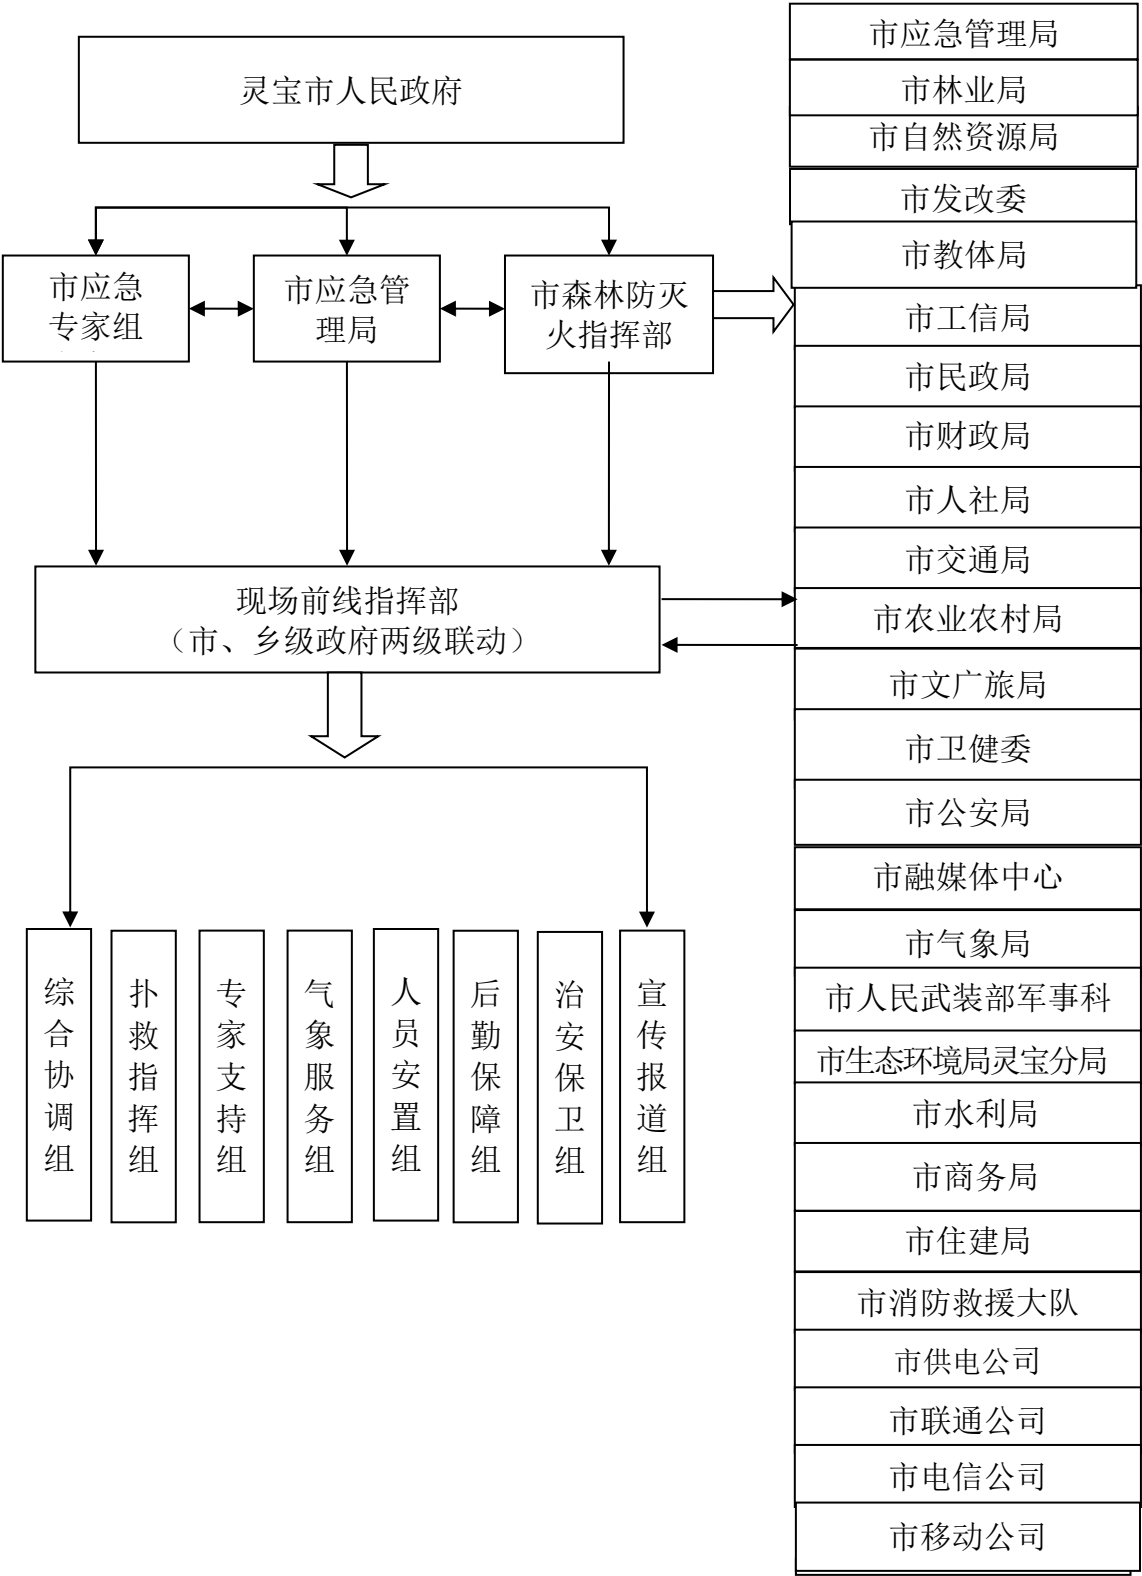 灵宝市人民政府
市应急
专家组
市应急管
理局
市森林防灭
火指挥部
现场前线指挥部
（市、乡级政府两级联动）
综合协调组
扑救指挥组
专家支持组
气象服务组
人员安置组
后勤保障组
治安保卫组
宣传报道组
市应急管理局
市林业局
市自然资源局
市发改委
市教体局
市工信局
市民政局
市财政局
市人社局
市交通局
市农业农村局
市文广旅局
市卫健委
市公安局
市融媒体中心
市气象局
市人民武装部军事科
市生态环境局灵宝分局
市水利局
市商务局
市住建局
市消防救援大队
市供电公司
市联通公司
市电信公司
市移动公司